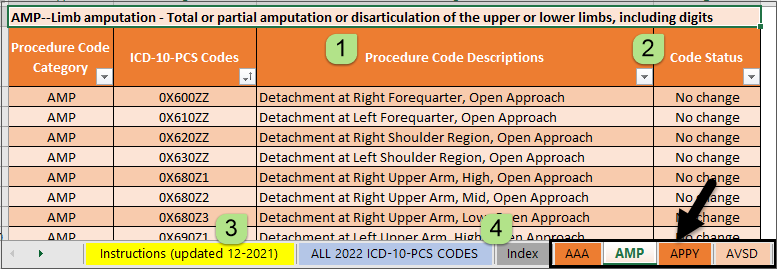 AMP--Limb amputation - Total or partial amputation or disarticulation of the upper or lower limbs, including digits
Procedure Code Category ICD-10-PCS Codes 1 Procedure Code Descriptions 2 Code Status
AMP 0X600ZZ Detachment at Right Forequarter, Open Approach No change
AMP 0X610ZZ Detachment at Left Forequarter, Open Approach No change
AMP 0X620ZZ Detachment at Right Shoulder Region, Open Approach No change
AMP 0X630ZZ Detachment at Left Shoulder Region, Open Approach No change
AMP 0X680Z1 Detachment at Right Upper Arm, High, Open Approach No change
AMP 0X680Z2 Detachment at Right Upper Arm, Mid, Open Approach No change
AMP 0X680Z3 Detachment at Right Upper Arm, Low, Open Approach No change
AMP 0X690Z1 Detachment at Left Upper Arm, High, Open Approach No change
3 4
Instructions (updated 12-2021) ALL 2022 ICD-10-PCS CODES Index AAA AMP APPY AVSD